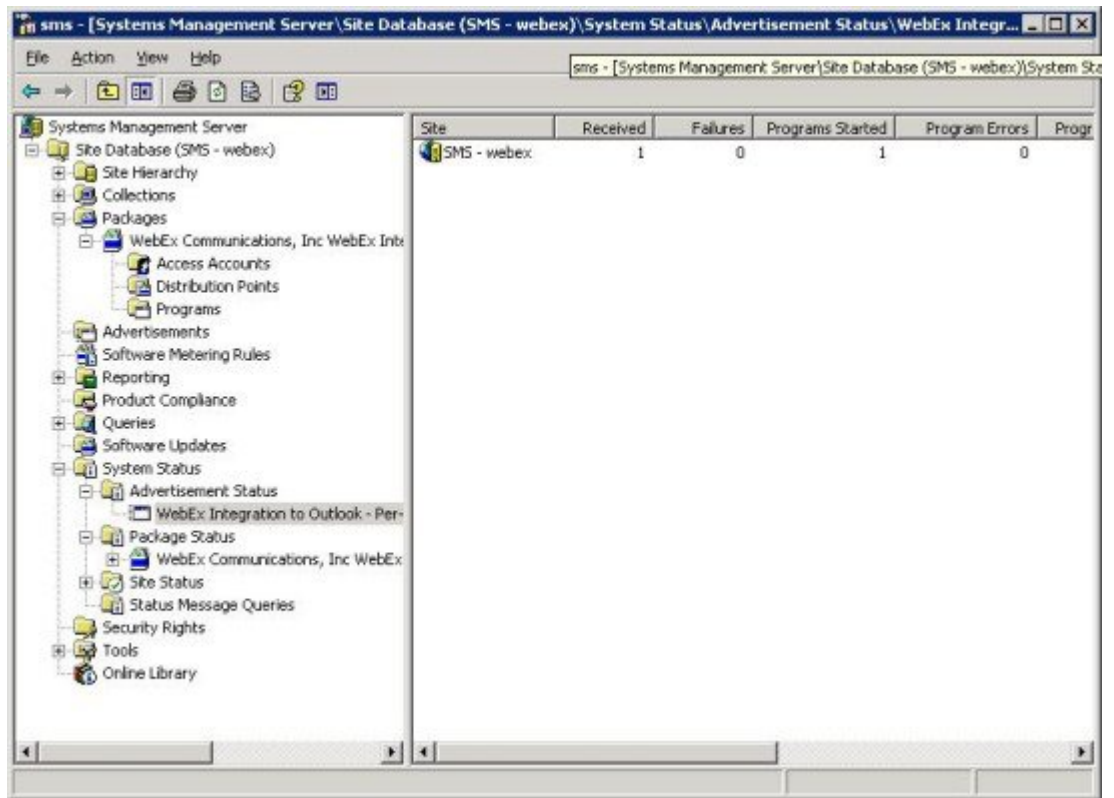 sms - [Systems Management Server\Site Database (SMS - webex)\System Status\Advertisement Status\WebEx Integr...
File Action View Help
sms - [Systems Management Server\Site Database (SMS - webex)\System Sta
Systems Management Server
Site Database (SMS - webex)
Site Hierarchy
Collections
Packages
WebEx Communications, Inc WebEx Inte
Access Accounts
Distribution Points
Programs
Advertisements
Software Metering Rules
Reporting
Product Compliance
Queries
Software Updates
System Status
Advertisement Status
WebEx Integration to Outlook - Per-
Package Status
WebEx Communications, Inc WebEx
Site Status
Status Message Queries
Security Rights
Tools
Online Library
Site Received Failures Programs Started Program Errors Progr
SMS - webex 1 0 1 0